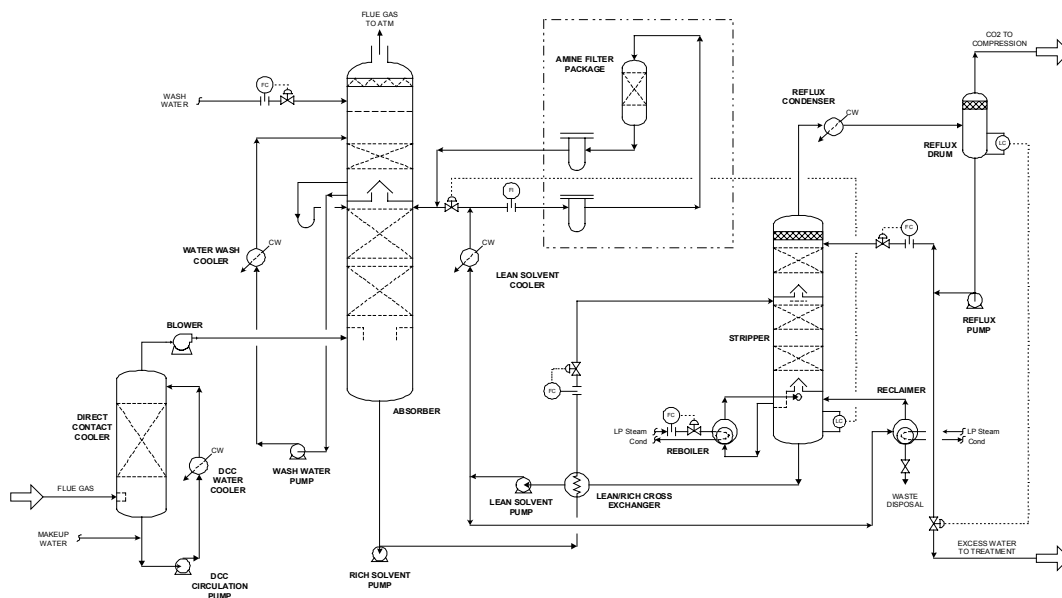 FLUE GAS
TO ATM
CO2 TO
COMPRESSION
AMINE FILTER
PACKAGE
FC
WASH
WATER
REFLUX
CONDENSER
CW
REFLUX
DRUM
LC
FI
FC
WATER WASH
COOLER
CW
CW
LEAN SOLVENT
COOLER
BLOWER
STRIPPER
REFLUX
PUMP
DIRECT
CONTACT
COOLER
FC
ABSORBER
RECLAIMER
FC
LP Steam
Cond
REBOILER
LC
LP Steam
Cond
CW
DCC
WATER
COOLER
WASH WATER
PUMP
FLUE GAS
LEAN SOLVENT
PUMP
LEAN/RICH CROSS
EXCHANGER
WASTE
DISPOSAL
MAKEUP
WATER
EXCESS WATER
TO TREATMENT
DCC
CIRCULATION
PUMP
RICH SOLVENT
PUMP